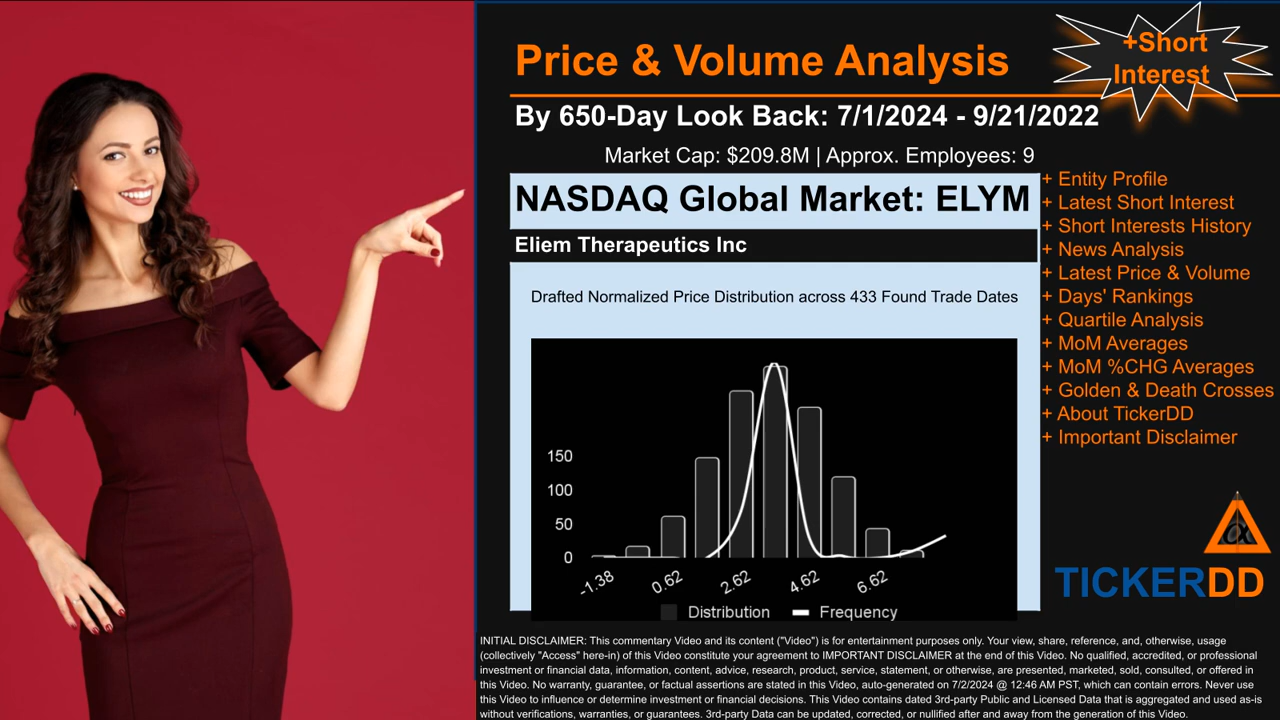 Price & Volume Analysis
+Short
Interest
By 650-Day Look Back: 7/1/2024 - 9/21/2022
Market Cap: $209.8M | Approx. Employees: 9
NASDAQ Global Market: ELYM
Eliem Therapeutics Inc
Drafted Normalized Price Distribution across 433 Found Trade Dates
150
100
50
0
-1.38
0.62
2.62
4.62
6.62
Distribution
Frequency
+ Entity Profile
+ Latest Short Interest
+ Short Interests History
+ News Analysis
+ Latest Price & Volume
+ Days' Rankings
+ Quartile Analysis
+ MoM Averages
+ MoM %CHG Averages
+ Golden & Death Crosses
+ About TickerDD
+ Important Disclaimer
TICKERDD
INITIAL DISCLAIMER: This commentary Video and its content ("Video") is for entertainment purposes only. Your view, share, reference, and, otherwise, usage
(collectively "Access" here-in) of this Video constitute your agreement to IMPORTANT DISCLAIMER at the end of this Video. No qualified, accredited, or professional
investment or financial data, information, content, advice, research, product, service, statement, or otherwise, are presented, marketed, sold, consulted, or offered in
this Video. No warranty, guarantee, or factual assertions are stated in this Video, auto-generated on 7/2/2024 @ 12:46 AM PST, which can contain errors. Never use
this Video to influence or determine investment or financial decisions. This Video contains dated 3rd-party Public and Licensed Data that is aggregated and used as-is
without verifications, warranties, or guarantees. 3rd-party Data can be updated, corrected, or nullified after and away from the generation of this Video.